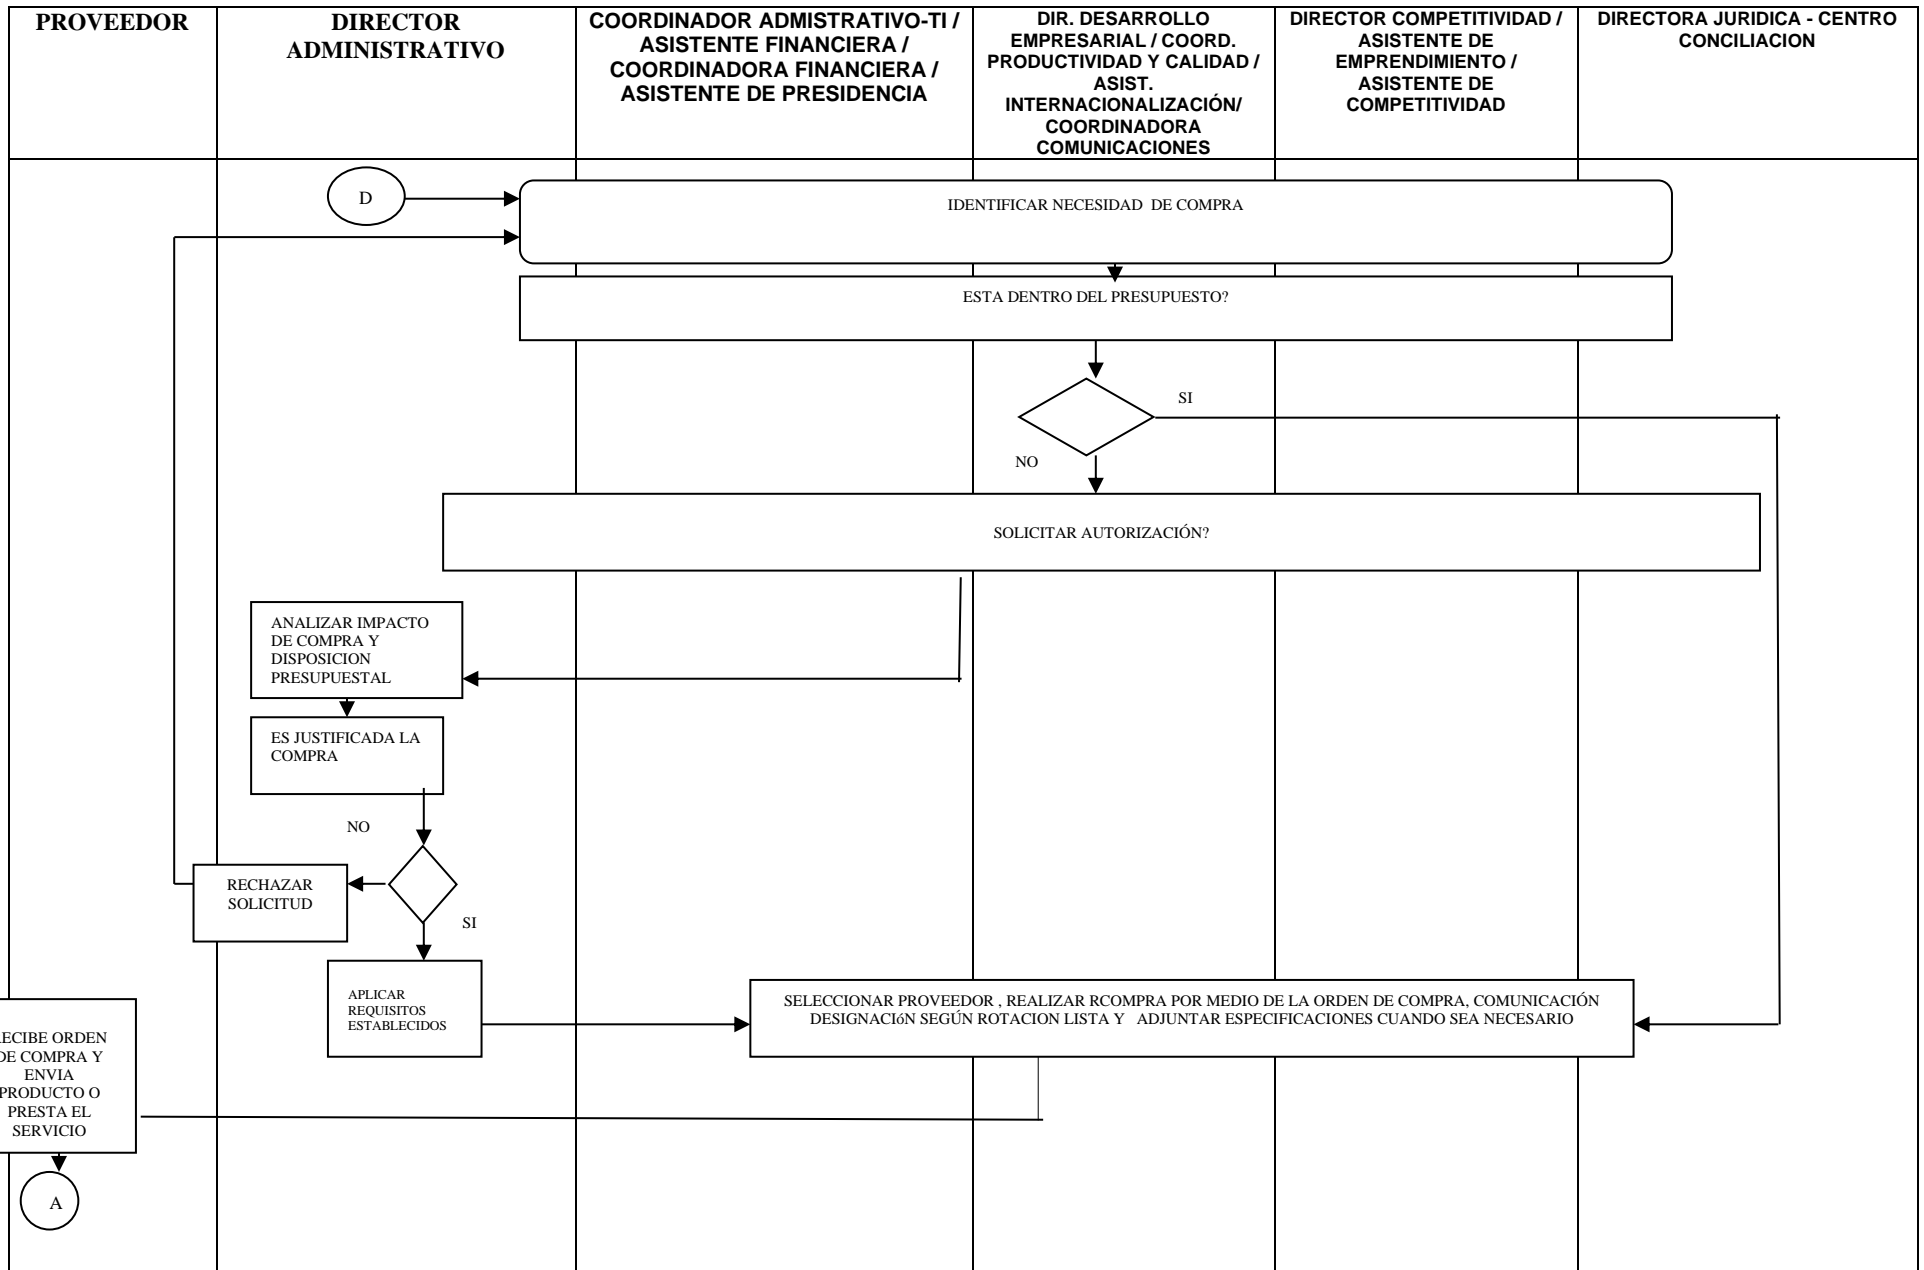 PROVEEDOR
DIRECTOR
ADMINISTRATIVO
COORDINADOR ADMISTRATIVO-TI /
ASISTENTE FINANCIERA /
COORDINADORA FINANCIERA /
ASISTENTE DE PRESIDENCIA
DIR. DESARROLLO
EMPRESARIAL / COORD.
PRODUCTIVIDAD Y CALIDAD /
ASIST.
INTERNACIONALIZACIÓN/
COORDINADORA
COMUNICACIONES
DIRECTOR COMPETITIVIDAD /
ASISTENTE DE
EMPRENDIMIENTO /
ASISTENTE DE
COMPETITIVIDAD
DIRECTORA JURIDICA - CENTRO
CONCILIACION
D
IDENTIFICAR NECESIDAD DE COMPRA
ESTA DENTRO DEL PRESUPUESTO?
SI
NO
SOLICITAR AUTORIZACIÓN?
ANALIZAR IMPACTO
DE COMPRA Y
DISPOSICION
PRESUPUESTAL
ES JUSTIFICADA LA
COMPRA
NO
RECHAZAR
SOLICITUD
SI
APLICAR
REQUISITOS
ESTABLECIDOS
SELECCIONAR PROVEEDOR , REALIZAR RCOMPRA POR MEDIO DE LA ORDEN DE COMPRA, COMUNICACIÓN
DESIGNACIóN SEGÚN ROTACION LISTA Y ADJUNTAR ESPECIFICACIONES CUANDO SEA NECESARIO
ECIBE ORDEN
DE COMPRA Y
ENVIA
PRODUCTO O
PRESTA EL
SERVICIO
A